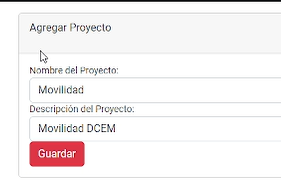 Agregar Proyecto
Nombre del Proyecto:
Movilidad
Descripción del Proyecto:
Movilidad DCEM
Guardar